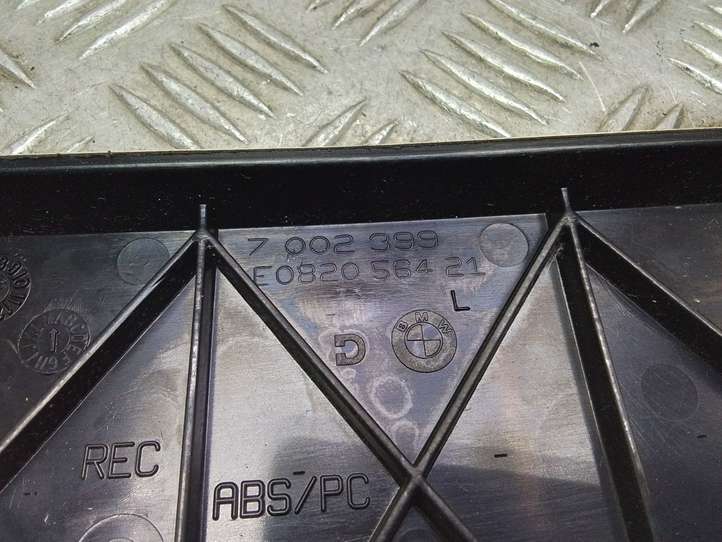 7 002 399
E0820 564 21
L
BMW
REC
ABS/PC